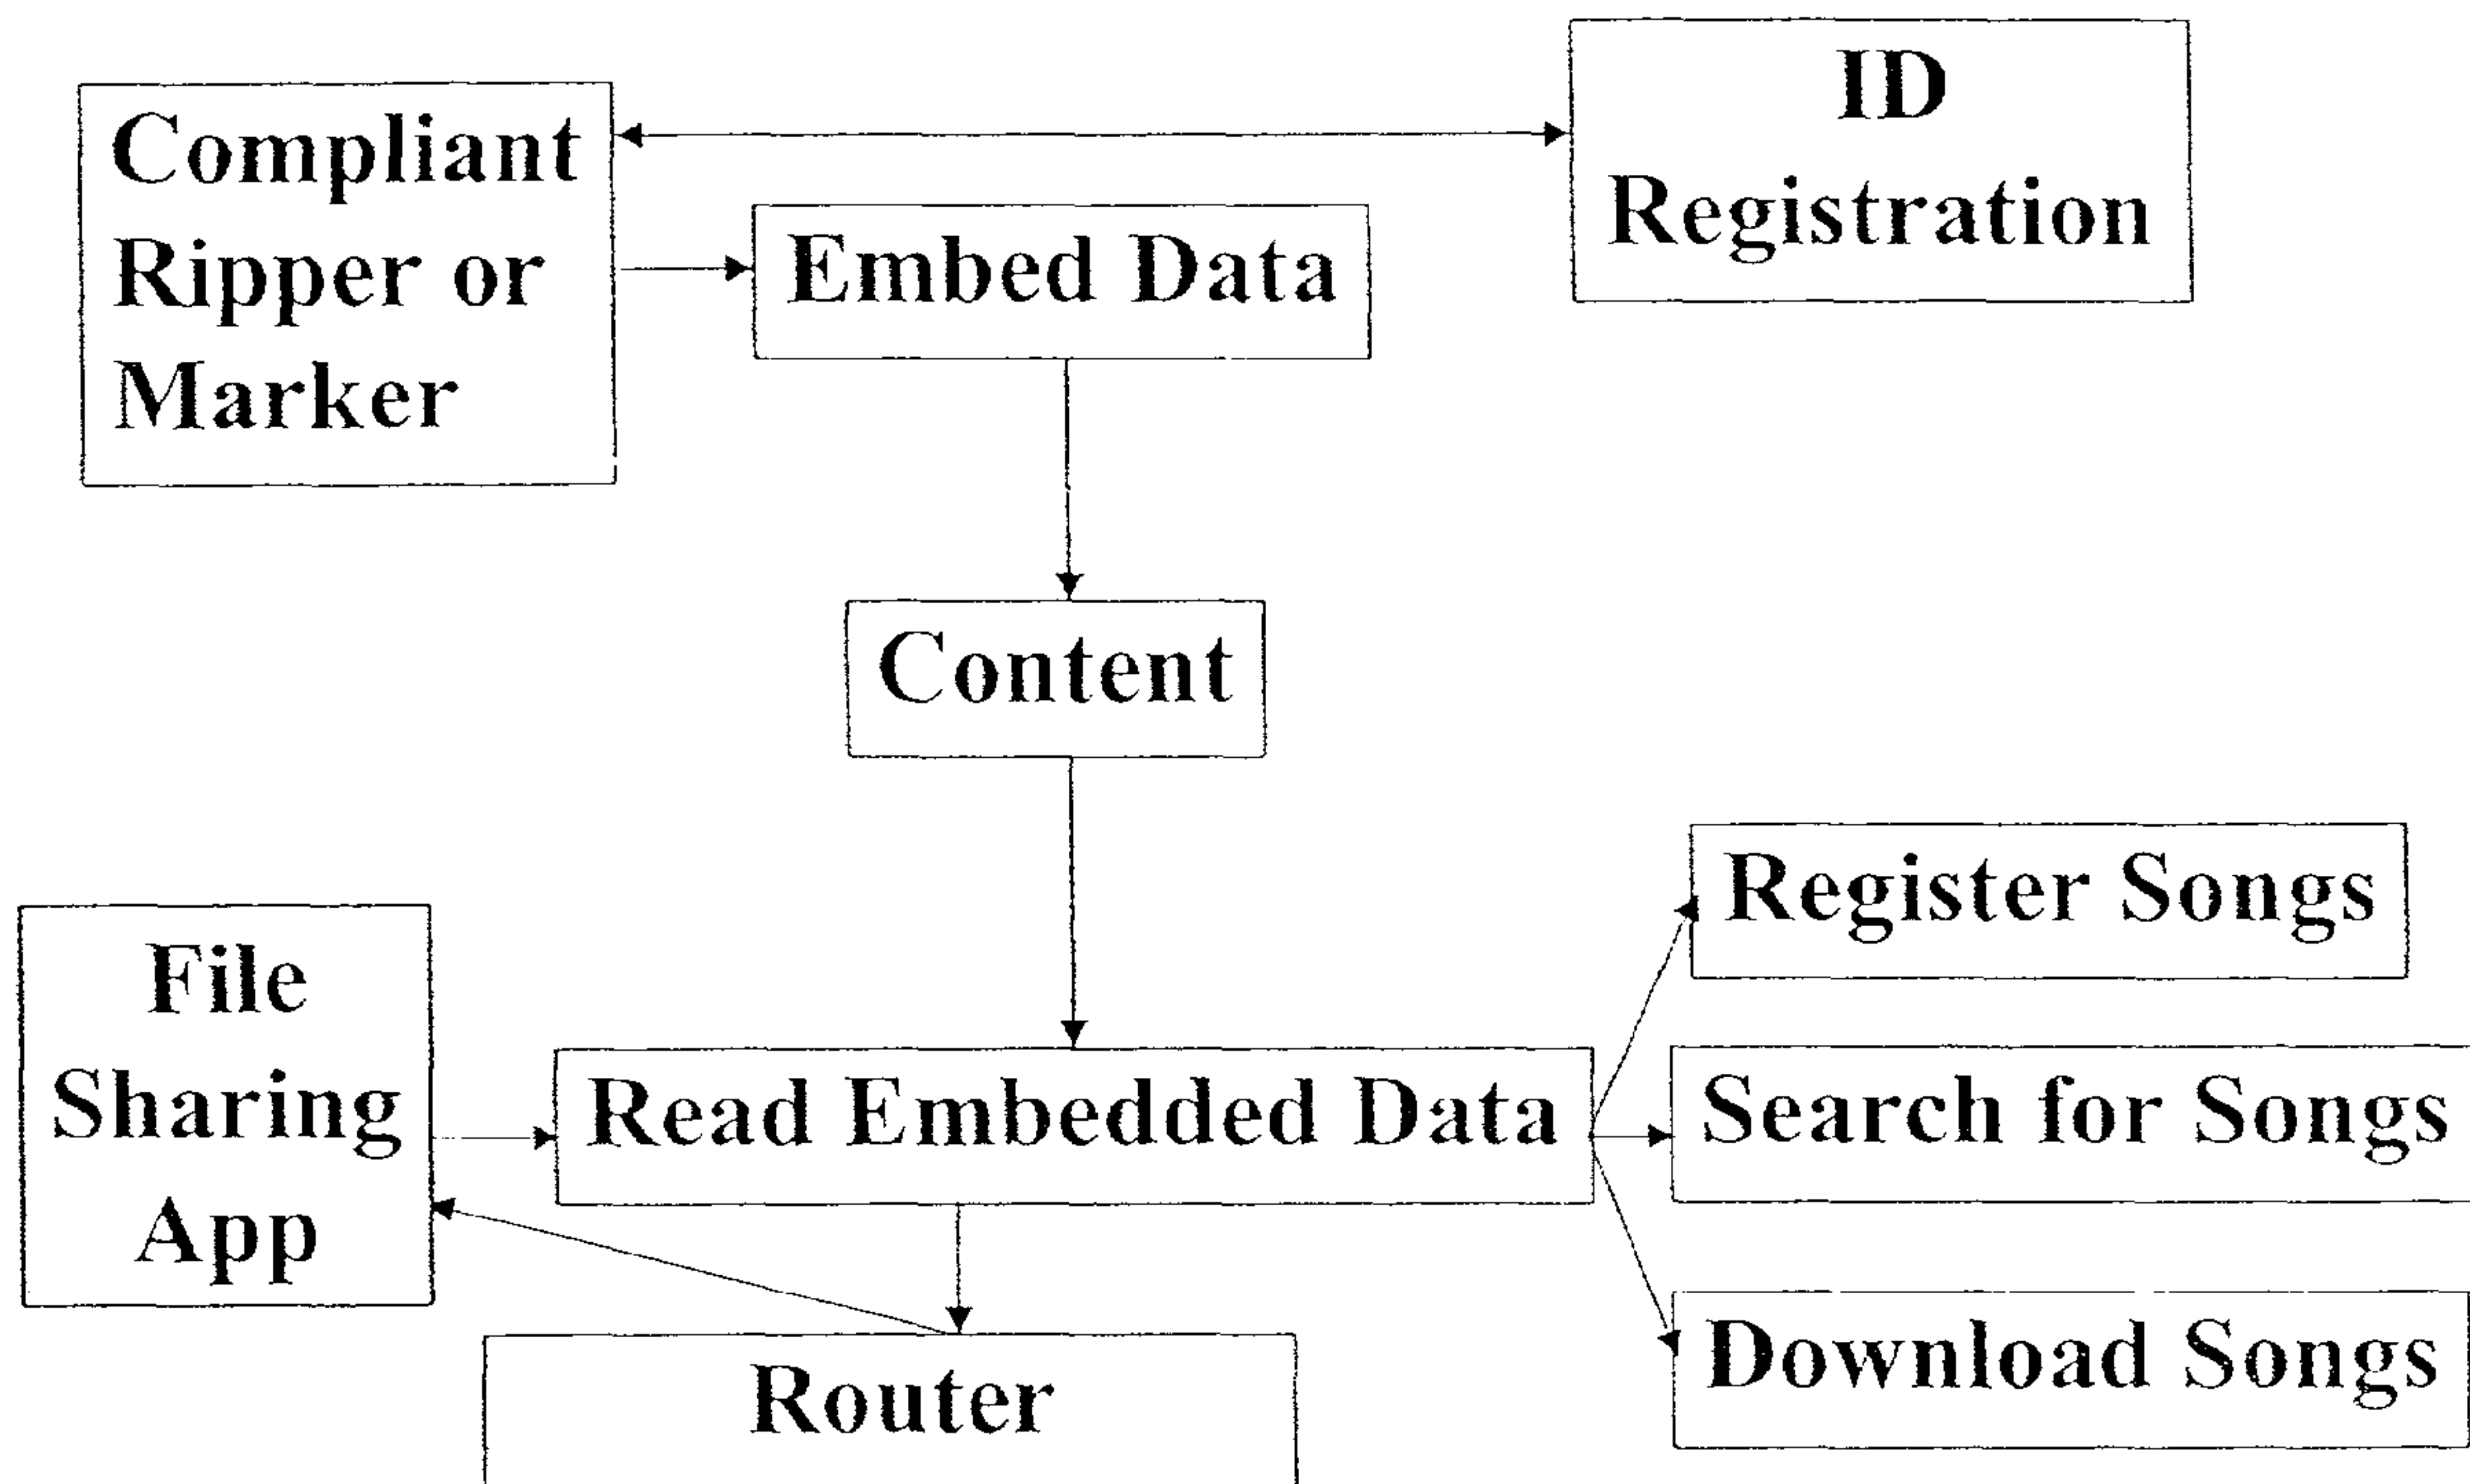 ID
Registration
Compliant
Ripper or
Marker
Embed Data
Content
Register Songs
File
Sharing
App
Read Embedded Data
Search for Songs
Download Songs
Router